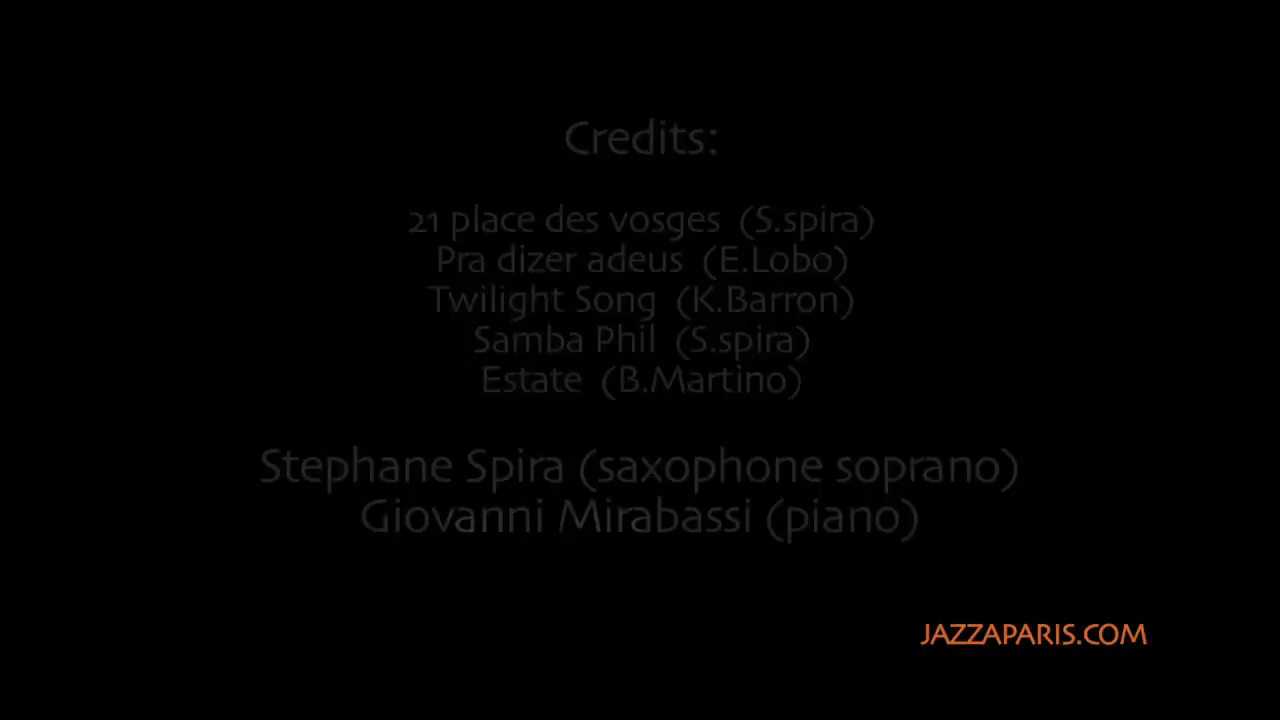 Credits:
21 place des vosges (S.spira)
Pra dizer adeus (E.Lobo)
Twilight Song (K.Barron)
Samba Phil (S.spira)
Estate (B.Martino)
Stephane Spira (saxophone soprano)
Giovanni Mirabassi (piano)
JAZZAPARIS.COM